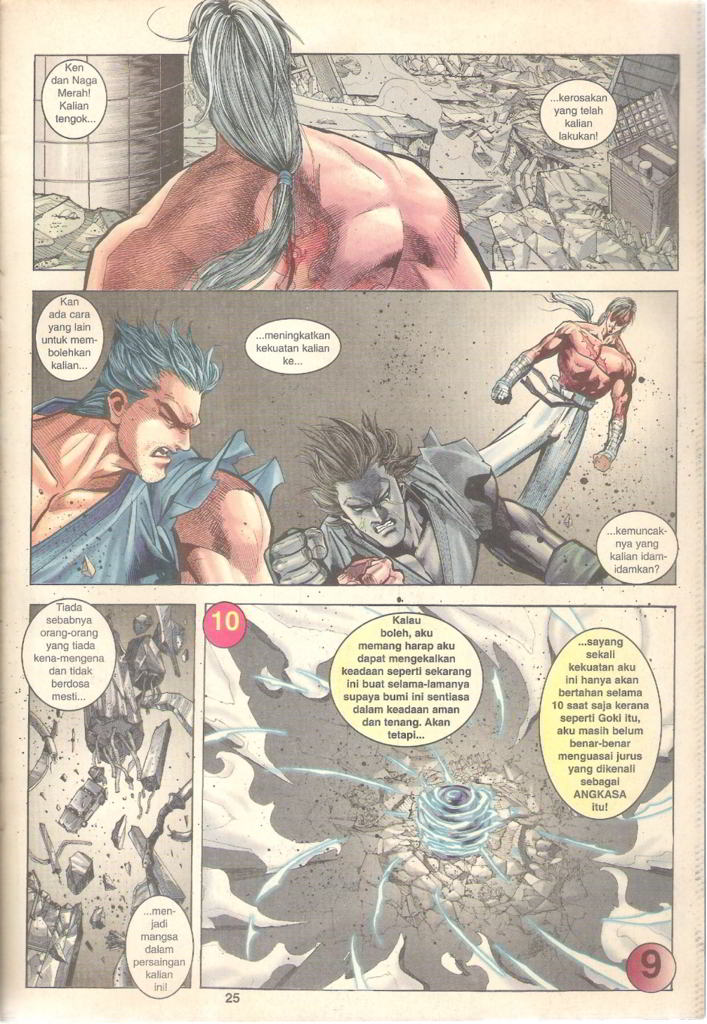 Ken
dan Naga
Merah!
Kalian
tengok...
...kerosakan
yang telah
kalian
lakukan!
Kan
ada cara
yang lain
untuk mem-
bolehkan
kalian...
...meningkatkan
kekuatan kalian
ke...
...kemuncak-
nya yang
kalian idam-
idamkan?
Tiada
sebabnya
orang-orang
yang tiada
kena-mengena
dan tidak
berdosa
mesti...
...men-
jadi
mangsa
dalam
persaingan
kalian
ini!
10
Kalau
boleh, aku
memang harap aku
dapat mengekalkan
keadaan seperti sekarang
ini buat selama-lamanya
supaya bumi ini sentiasa
dalam keadaan aman
dan tenang. Akan
tetapi...
...sayang
sekali
kekuatan aku
ini hanya akan
bertahan selama
10 saat saja kerana
seperti Goki itu,
aku masih belum
benar-benar
menguasai jurus
yang dikenali
sebagai
ANGKASA
itu!
9
25